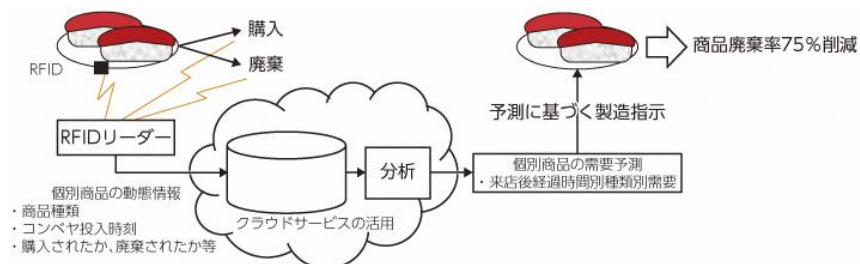 購入
廃棄
RFID
RFIDリーダー
個別商品の動態情報
・商品種類
・コンベヤ投入時刻
・購入されたか、廃棄されたか等
クラウドサービスの活用
分析
個別商品の需要予測
・来店後経過時間別種類別需要
予測に基づく製造指示
商品廃棄率75%削減